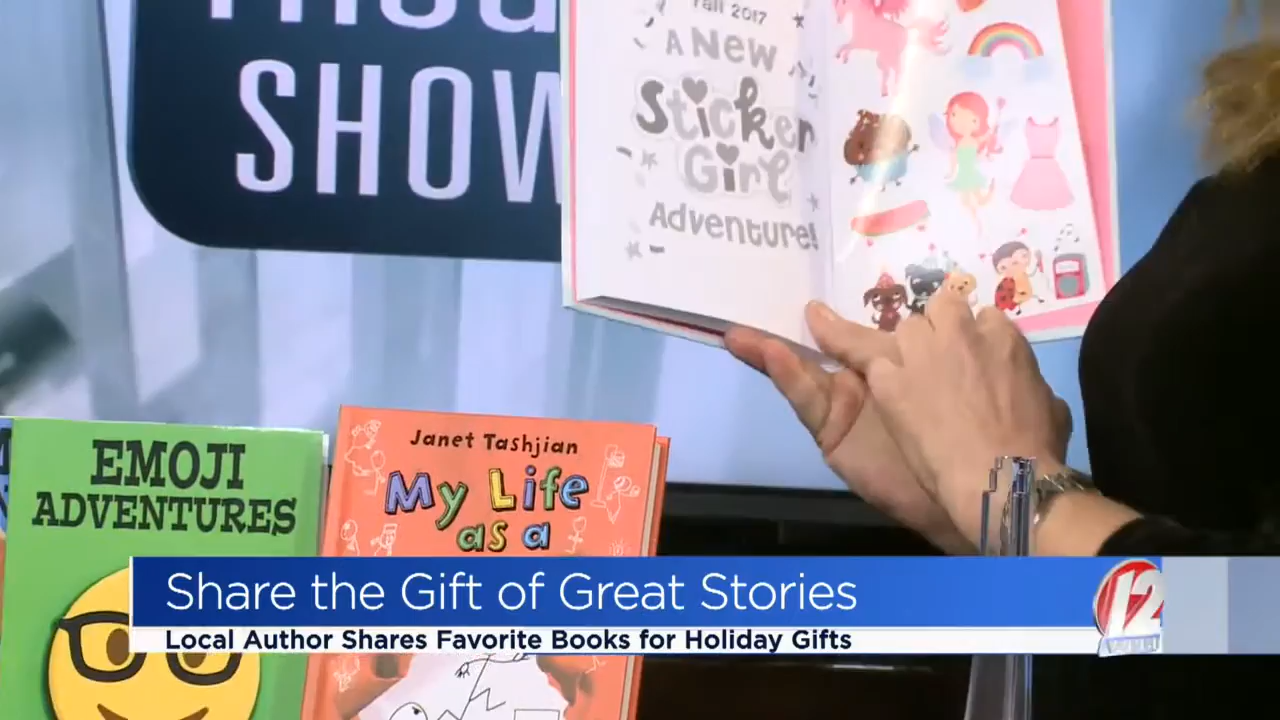 SHOW
Fall 2017
A New
Sticker
Girl
Adventure!
EMOJI
ADVENTURES
Janet Tashjian
My Life
as a
Share the Gift of Great Stories
Local Author Shares Favorite Books for Holiday Gifts
12